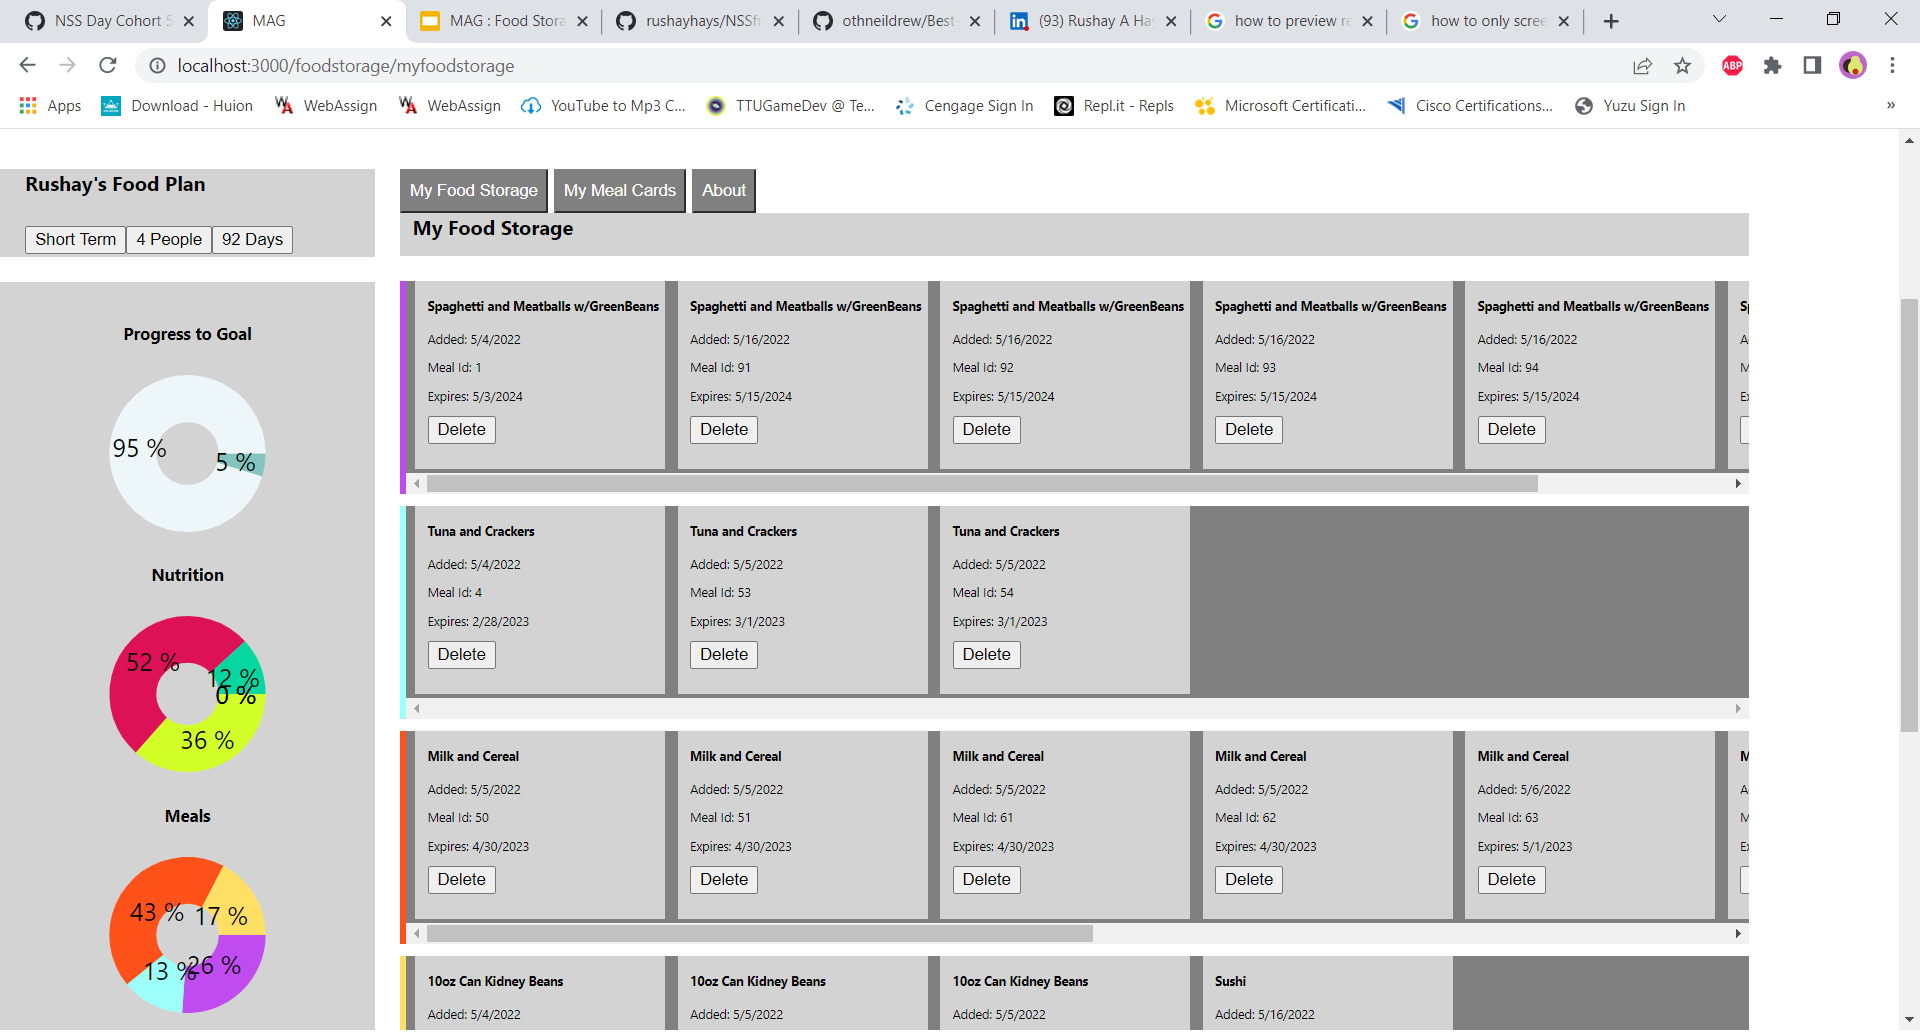 NSS Day Cohort 5
MAG
MAG : Food Stora
rushayhays/NSSfr
othneildrew/Best-
(93) Rushay A Hay
how to preview re
how to only scree
localhost:3000/foodstorage/myfoodstorage
ABP
Apps
Download - Huion
WebAssign
WebAssign
YouTube to Mp3 C...
TTUGameDev @ Te...
Cengage Sign In
Repl.it - Repls
Microsoft Certificati...
Cisco Certifications...
Yuzu Sign In
»
Rushay's Food Plan
Short Term
4 People
92 Days
Progress to Goal
95 %
5 %
Nutrition
52 %
12 %
0 %
36 %
Meals
43 %
17 %
13 %
26 %
My Food Storage
My Meal Cards
About
My Food Storage
Spaghetti and Meatballs w/GreenBeans
Added: 5/4/2022
Meal Id: 1
Expires: 5/3/2024
Delete
Spaghetti and Meatballs w/GreenBeans
Added: 5/16/2022
Meal Id: 91
Expires: 5/15/2024
Delete
Spaghetti and Meatballs w/GreenBeans
Added: 5/16/2022
Meal Id: 92
Expires: 5/15/2024
Delete
Spaghetti and Meatballs w/GreenBeans
Added: 5/16/2022
Meal Id: 93
Expires: 5/15/2024
Delete
Spaghetti and Meatballs w/GreenBeans
Added: 5/16/2022
Meal Id: 94
Expires: 5/15/2024
Delete
Tuna and Crackers
Added: 5/4/2022
Meal Id: 4
Expires: 2/28/2023
Delete
Tuna and Crackers
Added: 5/5/2022
Meal Id: 53
Expires: 3/1/2023
Delete
Tuna and Crackers
Added: 5/5/2022
Meal Id: 54
Expires: 3/1/2023
Delete
Milk and Cereal
Added: 5/5/2022
Meal Id: 50
Expires: 4/30/2023
Delete
Milk and Cereal
Added: 5/5/2022
Meal Id: 51
Expires: 4/30/2023
Delete
Milk and Cereal
Added: 5/5/2022
Meal Id: 61
Expires: 4/30/2023
Delete
Milk and Cereal
Added: 5/5/2022
Meal Id: 62
Expires: 4/30/2023
Delete
Milk and Cereal
Added: 5/6/2022
Meal Id: 63
Expires: 5/1/2023
Delete
10oz Can Kidney Beans
Added: 5/4/2022
10oz Can Kidney Beans
Added: 5/5/2022
10oz Can Kidney Beans
Added: 5/5/2022
Sushi
Added: 5/16/2022